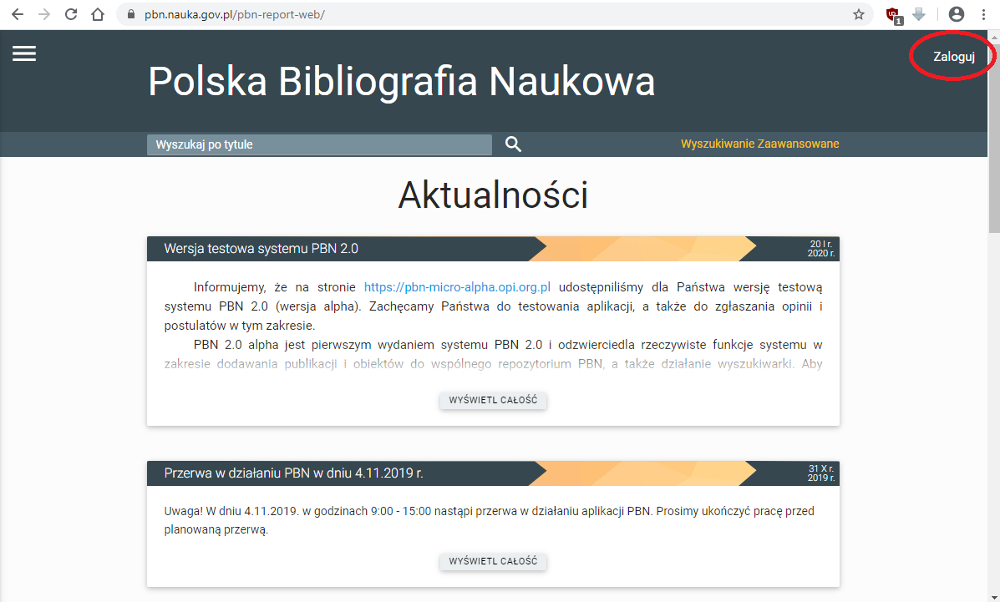 pbn.nauka.gov.pl/pbn-report-web/
1
Zaloguj
Polska Bibliografia Naukowa
Wyszukaj po tytule
Wyszukiwanie Zaawansowane
Aktualności
Wersja testowa systemu PBN 2.0
20 I r.
2020 r.
Informujemy, że na stronie https://pbn-micro-alpha.opi.org.pl udostępniliśmy dla Państwa wersję testową
systemu PBN 2.0 (wersja alpha). Zachęcamy Państwa do testowania aplikacji, a także do zgłaszania opinii i
postulatów w tym zakresie.
PBN 2.0 alpha jest pierwszym wydaniem systemu PBN 2.0 i odzwierciedla rzeczywiste funkcje systemu w
zakresie dodawania publikacji i obiektów do wspólnego repozytorium PBN, a także działanie wyszukiwarki. Aby
WYŚWIETL CAŁOŚĆ
Przerwa w działaniu PBN w dniu 4.11.2019 r.
31 X r.
2019 r.
Uwaga! W dniu 4.11.2019. w godzinach 9:00 - 15:00 nastąpi przerwa w działaniu aplikacji PBN. Prosimy ukończyć pracę przed
planowaną przerwą.
WYŚWIETL CAŁOŚĆ